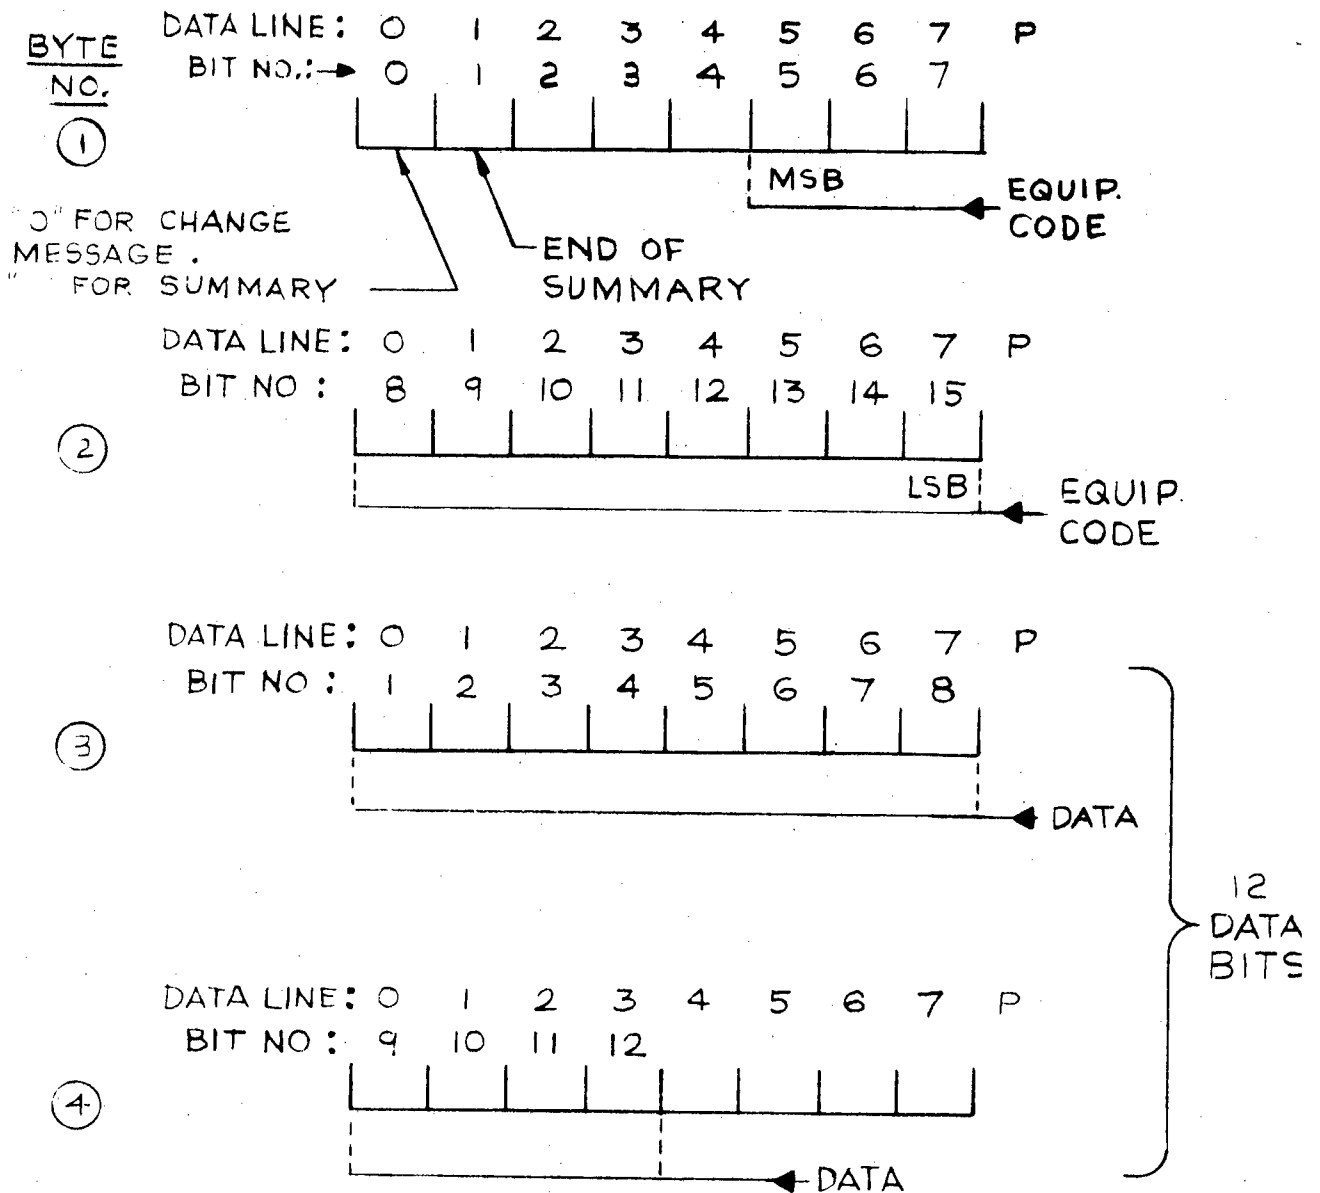 DATA LINE: 0 1 2 3 4 5 6 7 P
BYTE NO.
BIT NO.: 0 1 2 3 4 5 6 7
1
MSB
EQUIP. CODE
"0" FOR CHANGE
MESSAGE.
" FOR SUMMARY
END OF
SUMMARY
DATA LINE: 0 1 2 3 4 5 6 7 P
BIT NO: 8 9 10 11 12 13 14 15
2
LSB
EQUIP.
CODE
DATA LINE: 0 1 2 3 4 5 6 7 P
BIT NO: 1 2 3 4 5 6 7 8
3
DATA
12
DATA
BITS
DATA LINE: 0 1 2 3 4 5 6 7 P
BIT NO: 9 10 11 12
4
DATA